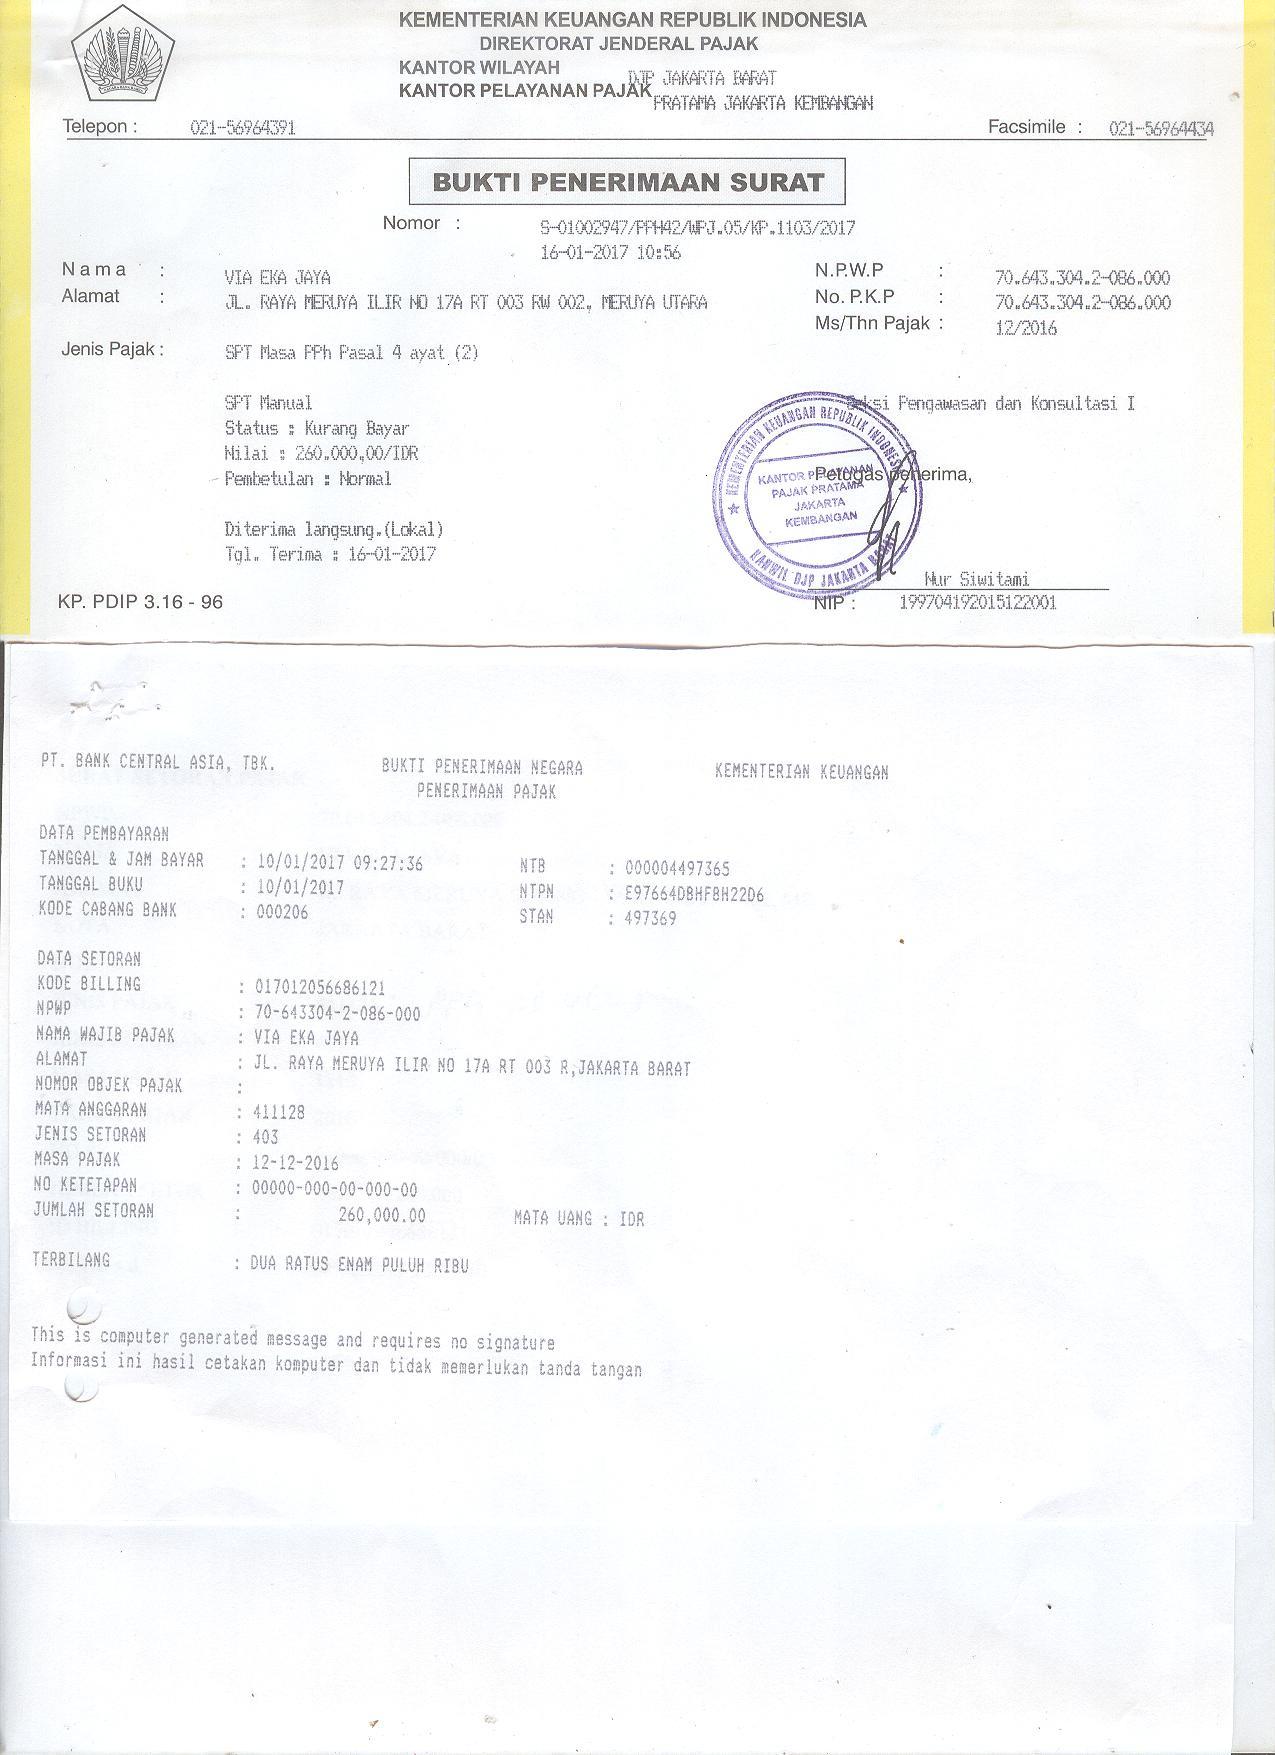 KEMENTERIAN KEUANGAN REPUBLIK INDONESIA
DIREKTORAT JENDERAL PAJAK
KANTOR WILAYAH DJP JAKARTA BARAT
KANTOR PELAYANAN PAJAK PRATAMA JAKARTA KEMBANGAN
Telepon : 021-56964391 Facsimile : 021-56964434
BUKTI PENERIMAAN SURAT
Nomor : S-01002947/PPH42/WPJ.05/KP.1103/2017
16-01-2017 10:56
Nama : VIA EKA JAYA N.P.W.P : 70.643.304.2-086.000
Alamat : JL. RAYA MERUYA ILIR NO 17A RT 003 RW 002, MERUYA UTARA No. P.K.P : 70.643.304.2-086.000
Ms/Thn Pajak : 12/2016
Jenis Pajak : SPT Masa PPh Pasal 4 ayat (2)
SPT Manual Seksi Pengawasan dan Konsultasi I
Status : Kurang Bayar
Nilai : 260.000,00/IDR
Pembetulan : Normal Petugas penerima,
KEMENTERIAN KEUANGAN REPUBLIK INDONESIA
KANTOR PELAYANAN
PAJAK PRATAMA
JAKARTA
KEMBANGAN
KANWIL DJP JAKARTA BARAT
Diterima langsung.(Lokal)
Tgl. Terima : 16-01-2017
Nur Siwitami
KP. PDIP 3.16 - 96 NIP : 199704192015122001
PT. BANK CENTRAL ASIA, TBK. BUKTI PENERIMAAN NEGARA KEMENTERIAN KEUANGAN
PENERIMAAN PAJAK
DATA PEMBAYARAN
TANGGAL & JAM BAYAR : 10/01/2017 09:27:36 NTB : 000004497365
TANGGAL BUKU : 10/01/2017 NTPN : E97664DBHF8H22D6
KODE CABANG BANK : 000206 STAN : 497369
DATA SETORAN
KODE BILLING : 017012056686121
NPWP : 70-643304-2-086-000
NAMA WAJIB PAJAK : VIA EKA JAYA
ALAMAT : JL. RAYA MERUYA ILIR NO 17A RT 003 R,JAKARTA BARAT
NOMOR OBJEK PAJAK :
MATA ANGGARAN : 411128
JENIS SETORAN : 403
MASA PAJAK : 12-12-2016
NO KETETAPAN : 00000-000-00-000-00
JUMLAH SETORAN : 260,000.00 MATA UANG : IDR
TERBILANG : DUA RATUS ENAM PULUH RIBU
This is computer generated message and requires no signature
Informasi ini hasil cetakan komputer dan tidak memerlukan tanda tangan